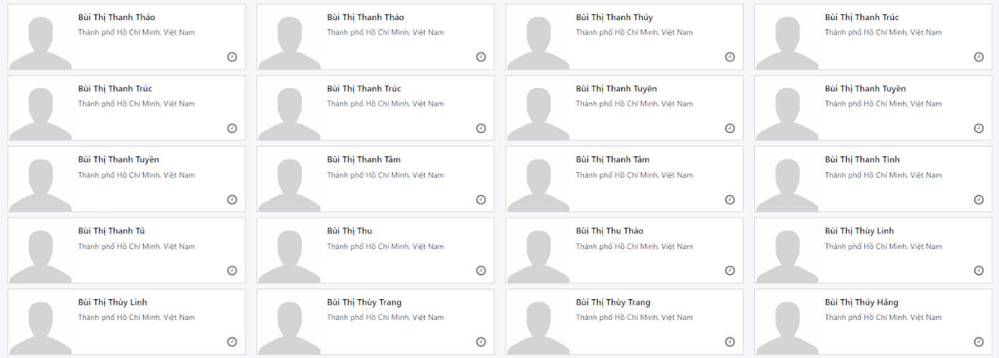 Bùi Thị Thanh Thảo
Thành phố Hồ Chí Minh, Việt Nam
Bùi Thị Thanh Thảo
Thành phố Hồ Chí Minh, Việt Nam
Bùi Thị Thanh Thúy
Thành phố Hồ Chí Minh, Việt Nam
Bùi Thị Thanh Trúc
Thành phố Hồ Chí Minh, Việt Nam
Bùi Thị Thanh Trúc
Thành phố Hồ Chí Minh, Việt Nam
Bùi Thị Thanh Trúc
Thành phố Hồ Chí Minh, Việt Nam
Bùi Thị Thanh Tuyền
Thành phố Hồ Chí Minh, Việt Nam
Bùi Thị Thanh Tuyền
Thành phố Hồ Chí Minh, Việt Nam
Bùi Thị Thanh Tuyền
Thành phố Hồ Chí Minh, Việt Nam
Bùi Thị Thanh Tâm
Thành phố Hồ Chí Minh, Việt Nam
Bùi Thị Thanh Tâm
Thành phố Hồ Chí Minh, Việt Nam
Bùi Thị Thanh Tình
Thành phố Hồ Chí Minh, Việt Nam
Bùi Thị Thanh Tú
Thành phố Hồ Chí Minh, Việt Nam
Bùi Thị Thu
Thành phố Hồ Chí Minh, Việt Nam
Bùi Thị Thu Thảo
Thành phố Hồ Chí Minh, Việt Nam
Bùi Thị Thùy Linh
Thành phố Hồ Chí Minh, Việt Nam
Bùi Thị Thùy Linh
Thành phố Hồ Chí Minh, Việt Nam
Bùi Thị Thùy Trang
Thành phố Hồ Chí Minh, Việt Nam
Bùi Thị Thùy Trang
Thành phố Hồ Chí Minh, Việt Nam
Bùi Thị Thúy Hằng
Thành phố Hồ Chí Minh, Việt Nam